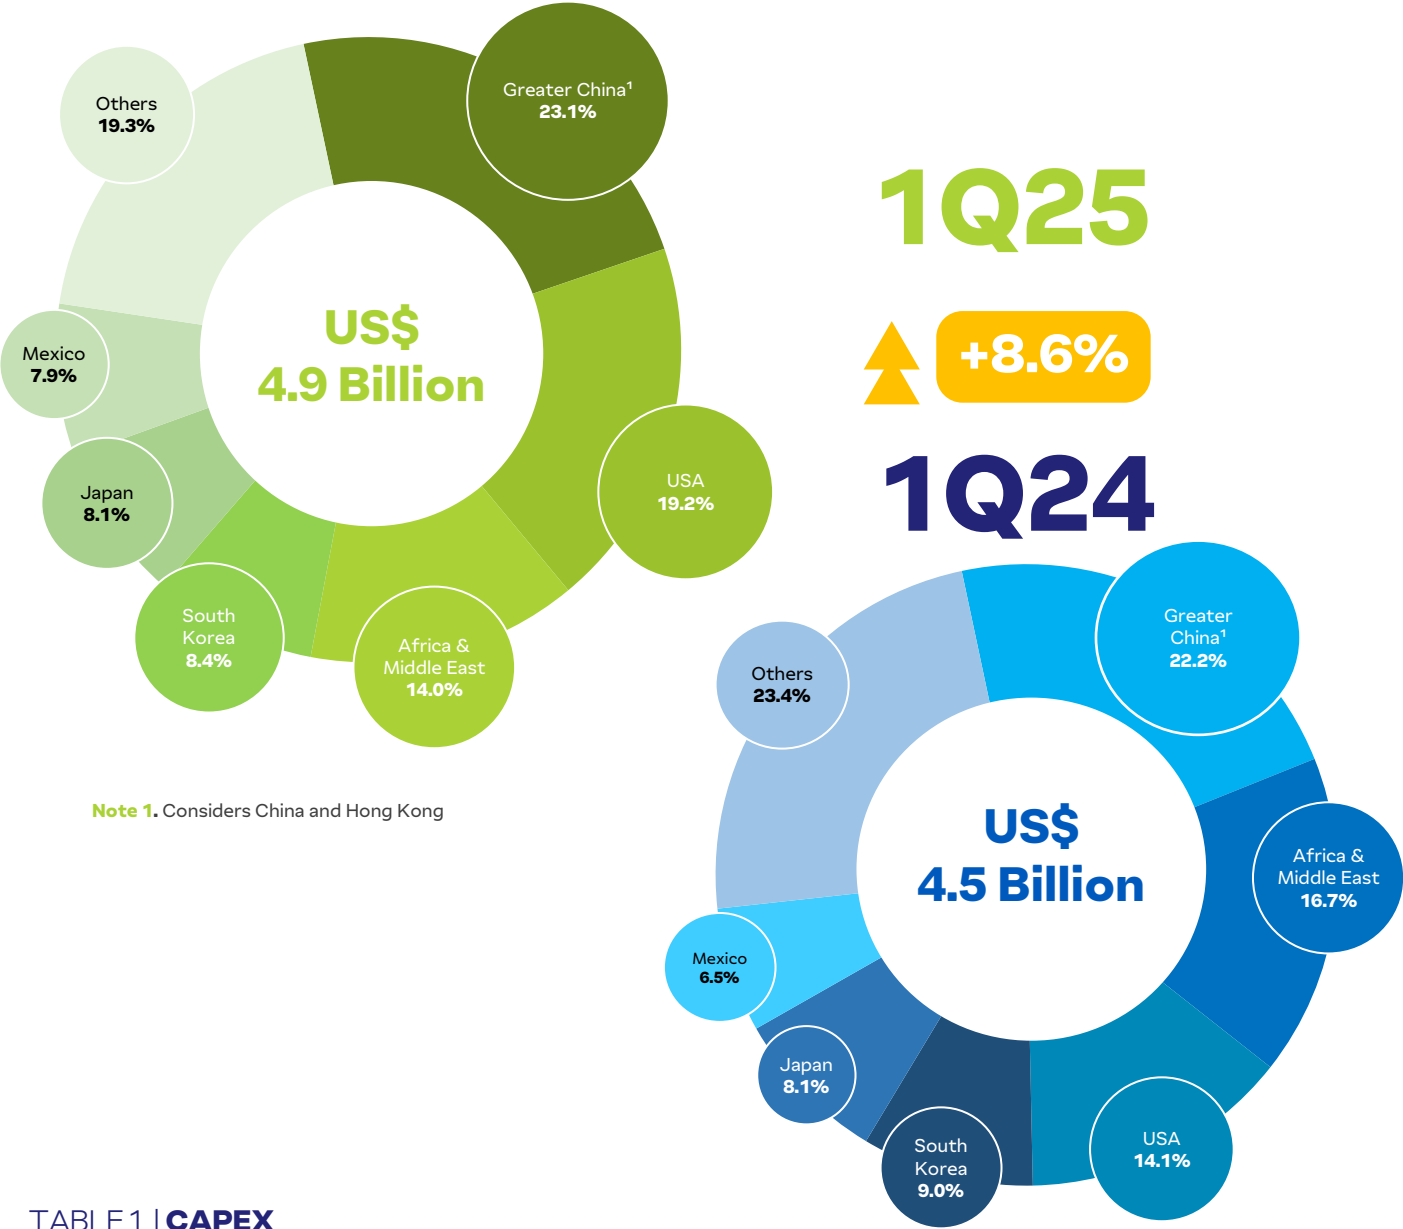 Greater China¹
23.1%
Others
19.3%
US$
4.9 Billion
Mexico
7.9%
Japan
8.1%
USA
19.2%
South
Korea
8.4%
Africa &
Middle East
14.0%
Note 1. Considers China and Hong Kong
1Q25
+8.6%
1Q24
Greater
China¹
22.2%
Others
23.4%
US$
4.5 Billion
Africa &
Middle East
16.7%
Mexico
6.5%
Japan
8.1%
South
Korea
9.0%
USA
14.1%
TABLE 1 | CAPEX